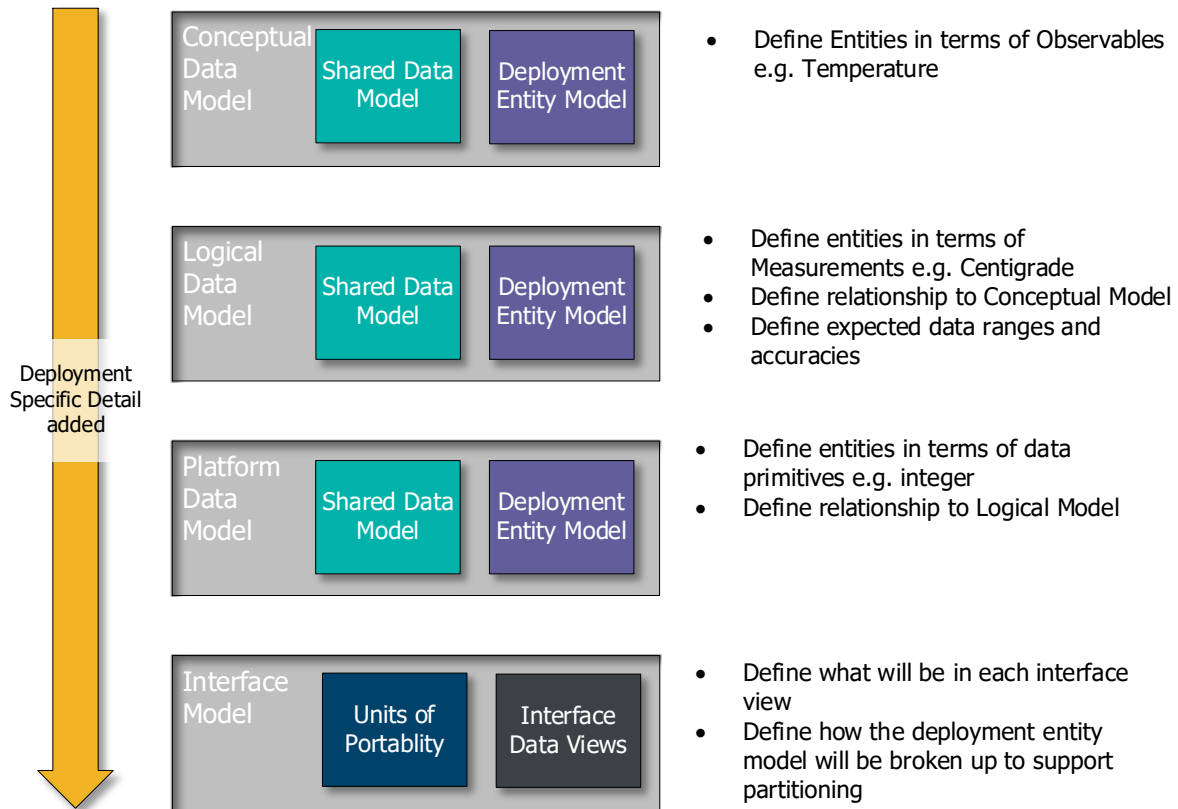 Conceptual
Data
Model
Shared Data
Model
Deployment
Entity Model
• Define Entities in terms of Observables
e.g. Temperature
Logical
Data
Model
Shared Data
Model
Deployment
Entity Model
• Define entities in terms of
Measurements e.g. Centigrade
• Define relationship to Conceptual Model
• Define expected data ranges and
accuracies
Deployment
Specific Detail
added
Platform
Data
Model
Shared Data
Model
Deployment
Entity Model
• Define entities in terms of data
primitives e.g. integer
• Define relationship to Logical Model
Interface
Model
Units of
Portablity
Interface
Data Views
• Define what will be in each interface
view
• Define how the deployment entity
model will be broken up to support
partitioning